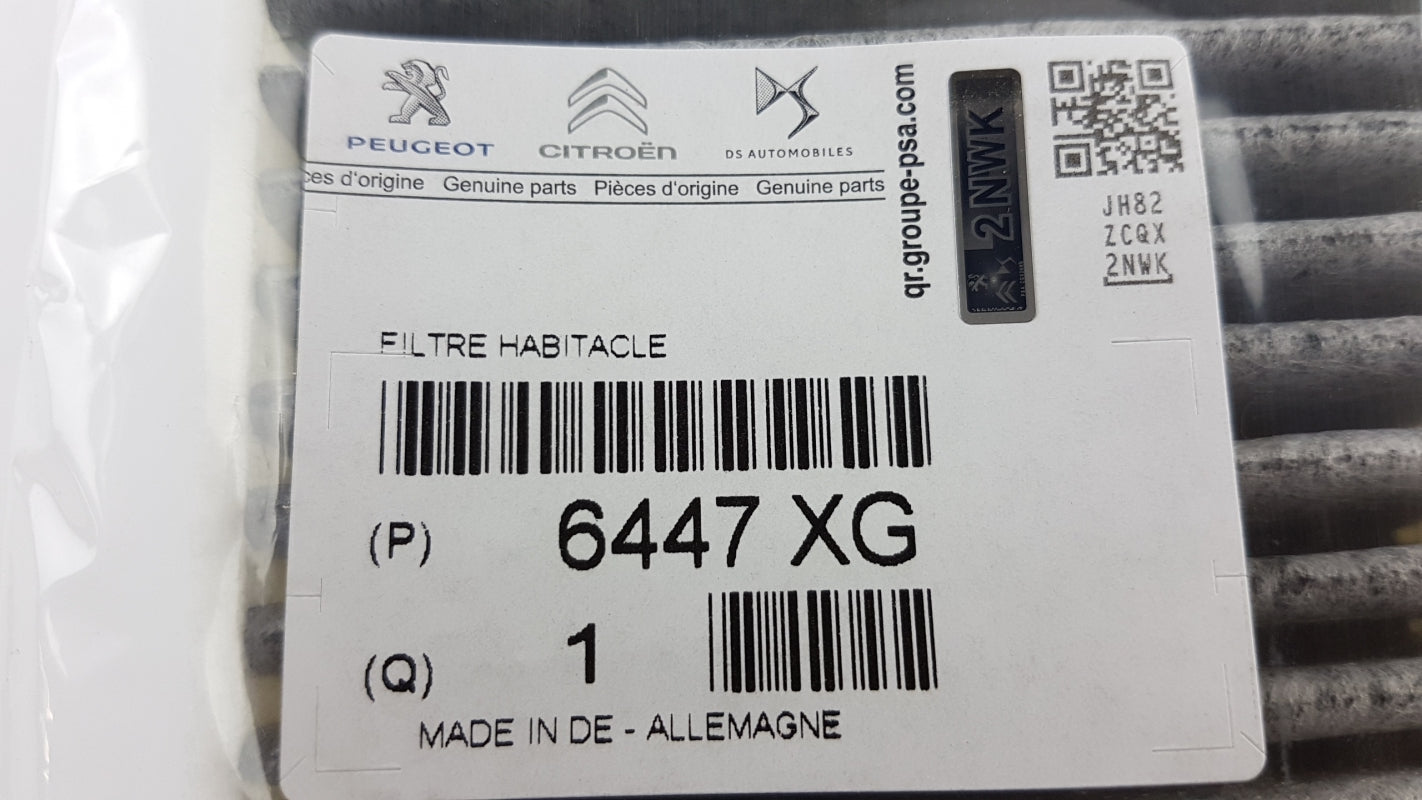 PEUGEOT
CITROËN
DS AUTOMOBILES
ces d'origine Genuine parts Pièces d'origine Genuine parts
qr.groupe-psa.com
2NWK
JH82
ZCQX
2NWK
FILTRE HABITACLE
(P) 6447 XG
(Q) 1
MADE IN DE - ALLEMAGNE